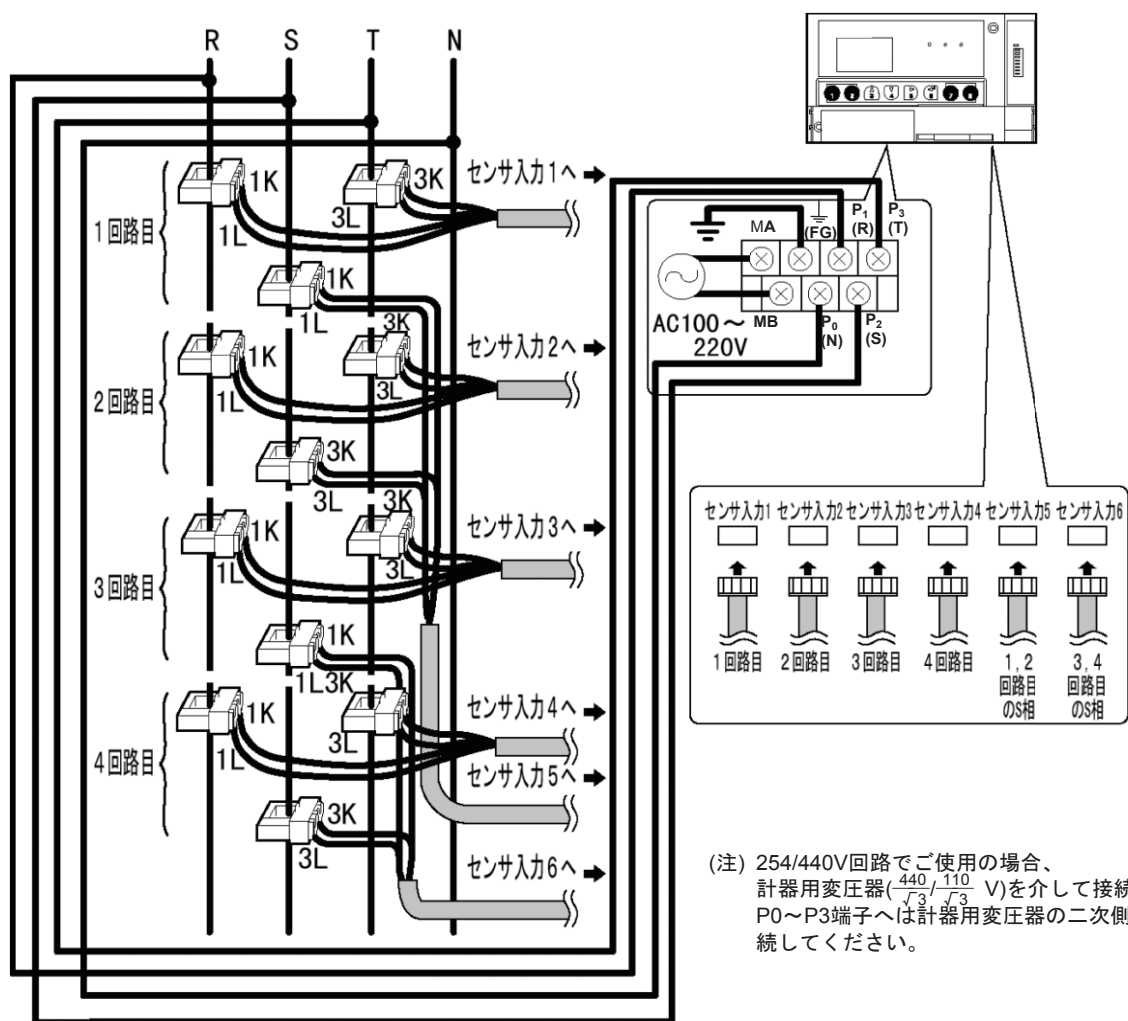 R S T N
1回路目
1K
1L
3K
3L
センサ入力1へ
1K
1L
2回路目
1K
1L
3K
3L
センサ入力2へ
3K
3L
3回路目
1K
1L
3K
3L
センサ入力3へ
1K
1L
4回路目
1K
1L
3K
3L
センサ入力4へ
センサ入力5へ
3K
3L
センサ入力6へ
MA
(FG)
P1
(R)
P3
(T)
AC100～
220V
MB
P0
(N)
P2
(S)
センサ入力1 センサ入力2 センサ入力3 センサ入力4 センサ入力5 センサ入力6
1回路目 2回路目 3回路目 4回路目
1,2
回路目
のS相
3,4
回路目
のS相
(注) 254/440V回路でご使用の場合、
計器用変圧器(440/√3/110/√3 V)を介して接続
P0～P3端子へは計器用変圧器の二次側
続してください。